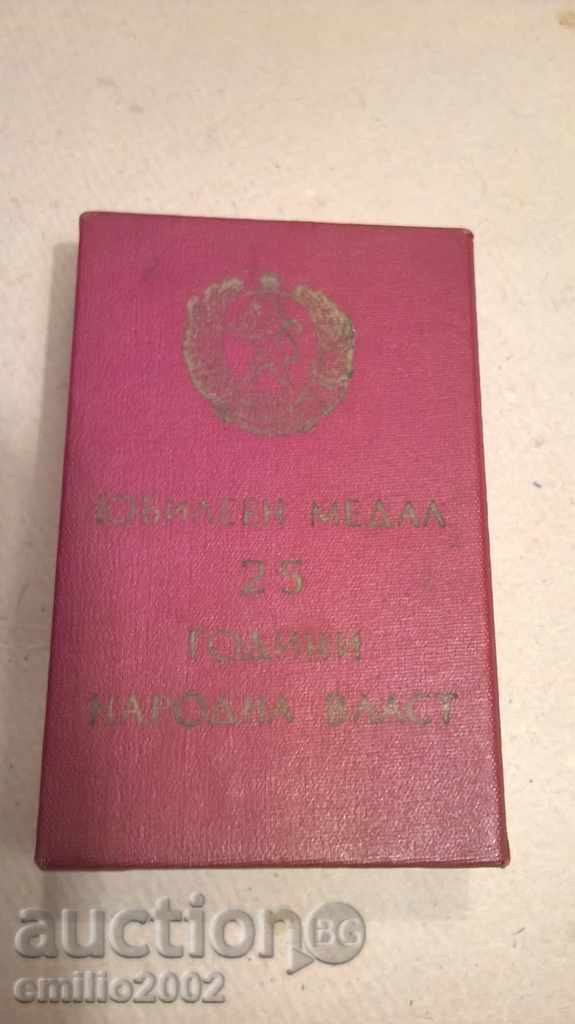 ЮБИЛЕЕН МЕДАЛ
25
ГОДИНИ
НАРОДНА ВЛАСТ
auction BG
emilio2002